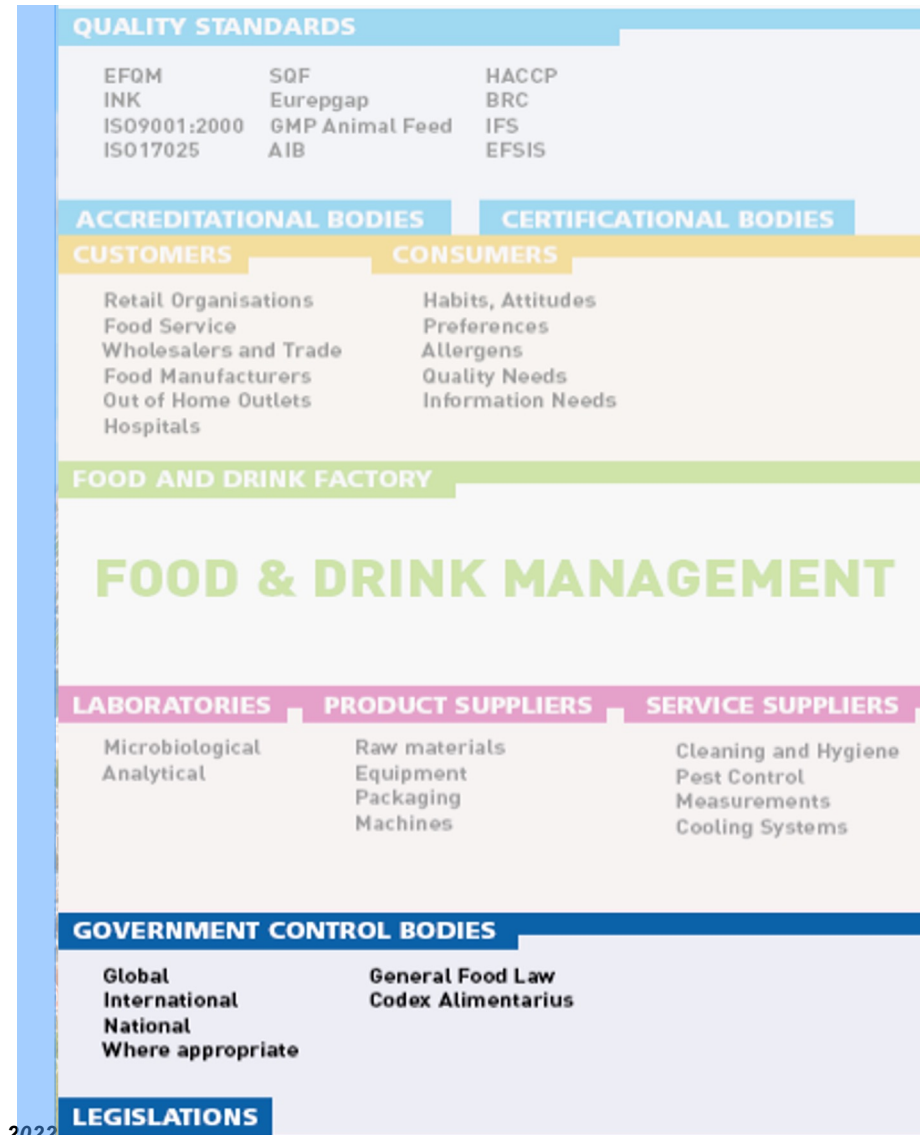 QUALITY STANDARDS
EFQM SQF HACCP
INK Eurepgap BRC
ISO9001:2000 GMP Animal Feed IFS
ISO17025 AIB EFSIS
ACCREDITATIONAL BODIES CERTIFICATIONAL BODIES
CUSTOMERS CONSUMERS
Retail Organisations Habits, Attitudes
Food Service Preferences
Wholesalers and Trade Allergens
Food Manufacturers Quality Needs
Out of Home Outlets Information Needs
Hospitals
FOOD AND DRINK FACTORY
FOOD & DRINK MANAGEMENT
LABORATORIES PRODUCT SUPPLIERS SERVICE SUPPLIERS
Microbiological Raw materials Cleaning and Hygiene
Analytical Equipment Pest Control
Packaging Measurements
Machines Cooling Systems
GOVERNMENT CONTROL BODIES
Global General Food Law
International Codex Alimentarius
National
Where appropriate
LEGISLATIONS
2022